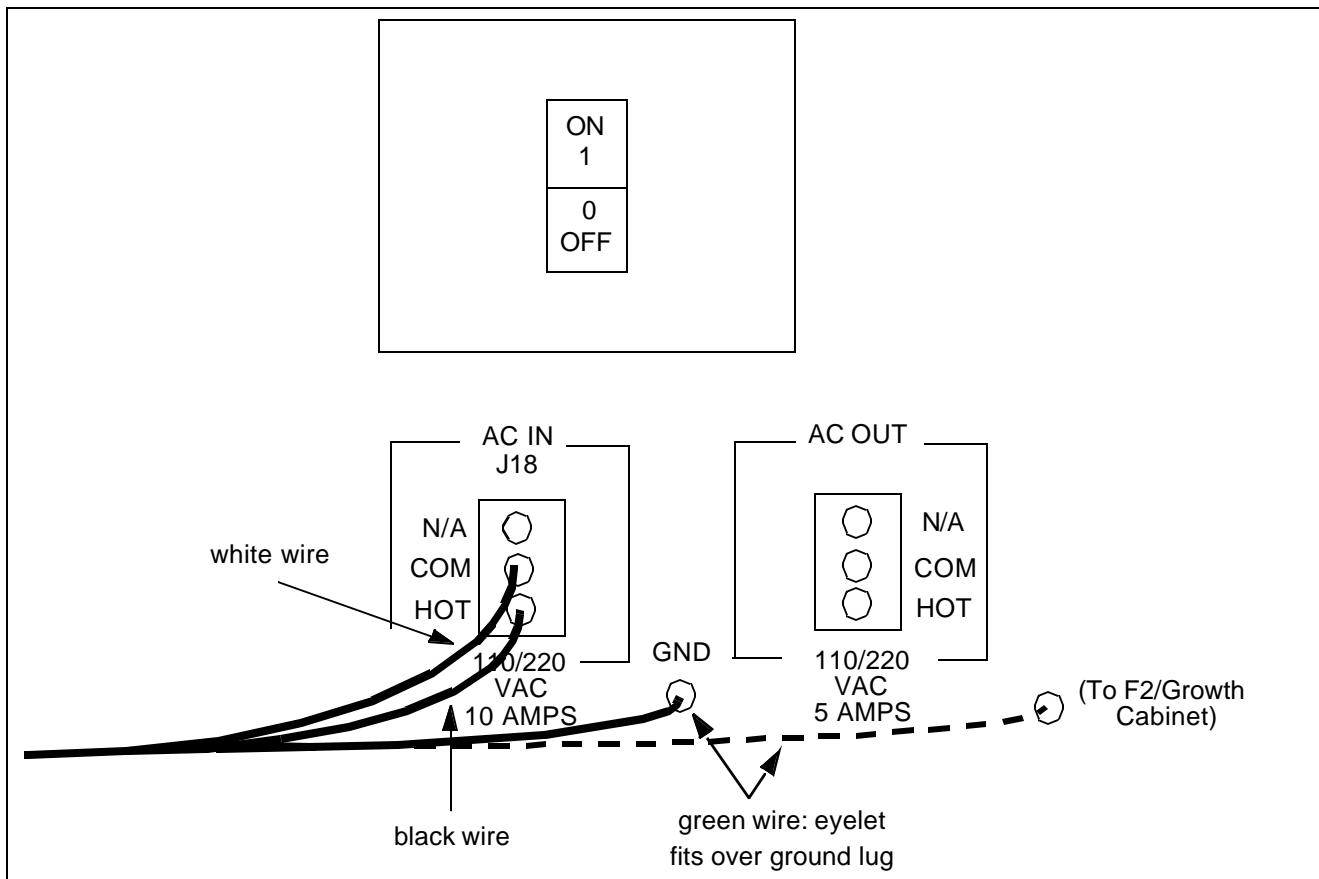 ON
1
0
OFF
AC IN
J18
AC OUT
N/A
COM
HOT
N/A
COM
HOT
white wire
110/220
VAC
10 AMPS
GND
110/220
VAC
5 AMPS
(To F2/Growth
Cabinet)
black wire
green wire: eyelet
fits over ground lug